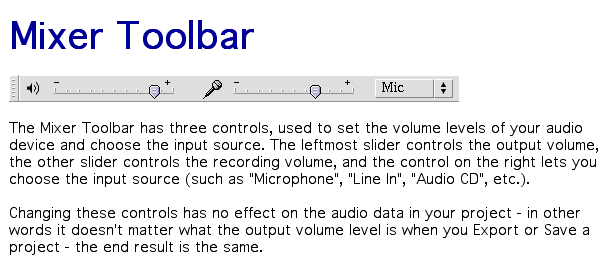 Mixer Toolbar
- + - + Mic
The Mixer Toolbar has three controls, used to set the volume levels of your audio
device and choose the input source. The leftmost slider controls the output volume,
the other slider controls the recording volume, and the control on the right lets you
choose the input source (such as "Microphone", "Line In", "Audio CD", etc.).
Changing these controls has no effect on the audio data in your project - in other
words it doesn't matter what the output volume level is when you Export or Save a
project - the end result is the same.